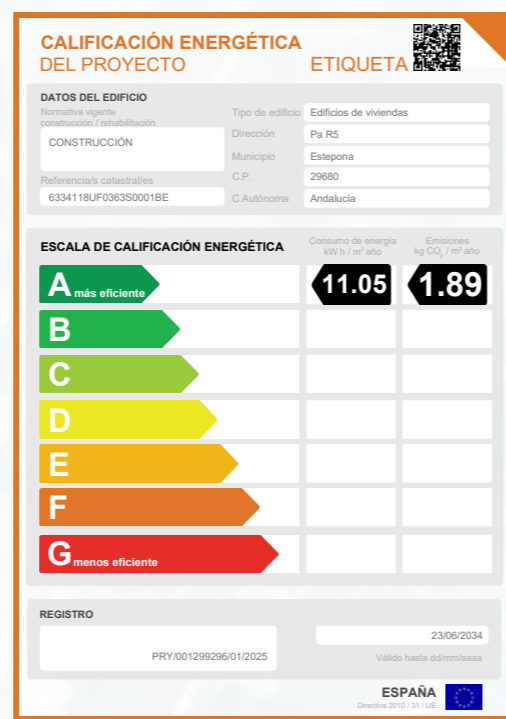 CALIFICACIÓN ENERGÉTICA
DEL PROYECTO
ETIQUETA
DATOS DEL EDIFICIO
Normativa vigente
construcción / rehabilitación
CONSTRUCCIÓN
Referencia/s catastral/es
6334118UF0363S0001BE
Tipo de edificio Edificios de viviendas
Dirección Pa R5
Municipio Estepona
C.P. 29680
C.Autónoma Andalucía
ESCALA DE CALIFICACIÓN ENERGÉTICA
Consumo de energía
kW h / m² año
Emisiones
kg CO₂ / m² año
A más eficiente 11.05 1.89
B
C
D
E
F
G menos eficiente
REGISTRO
PRY/001299296/01/2025
23/06/2034
Válido hasta dd/mm/aaaa
ESPAÑA
Directiva 2010 / 31 / UE